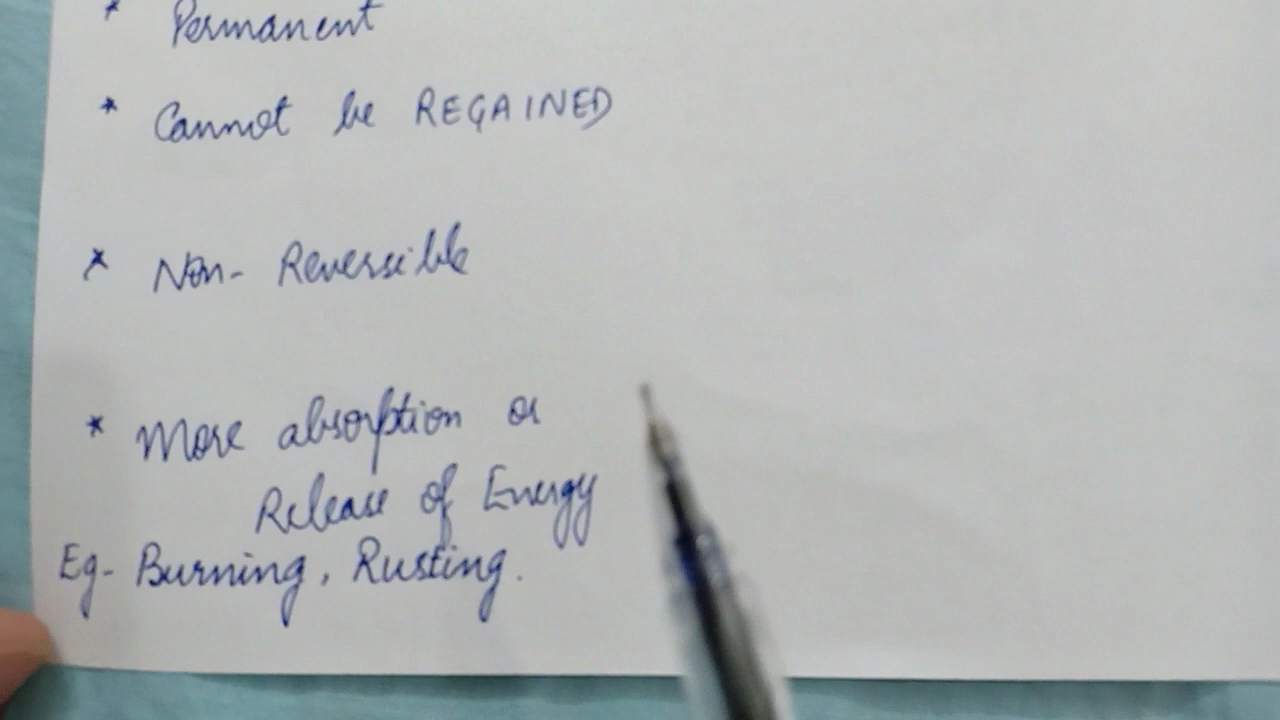 * Permanent
* Cannot be REGAINED
* Non- Reversible
* More absorption or
Release of Energy
Eg- Burning, Rusting.